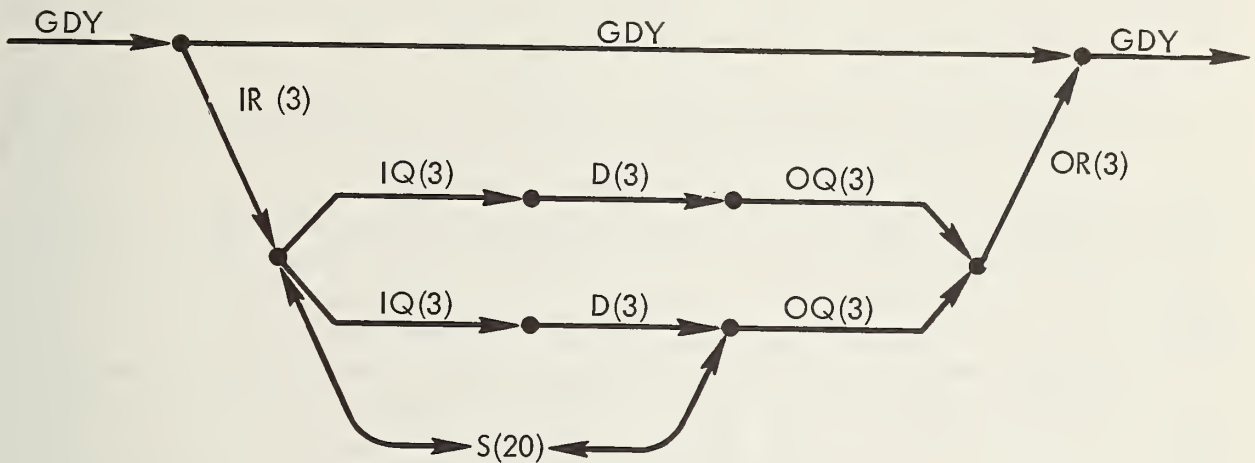 GDY
GDY
GDY
IR (3)
OR(3)
IQ(3)
D(3)
OQ(3)
IQ(3)
D(3)
OQ(3)
S(20)